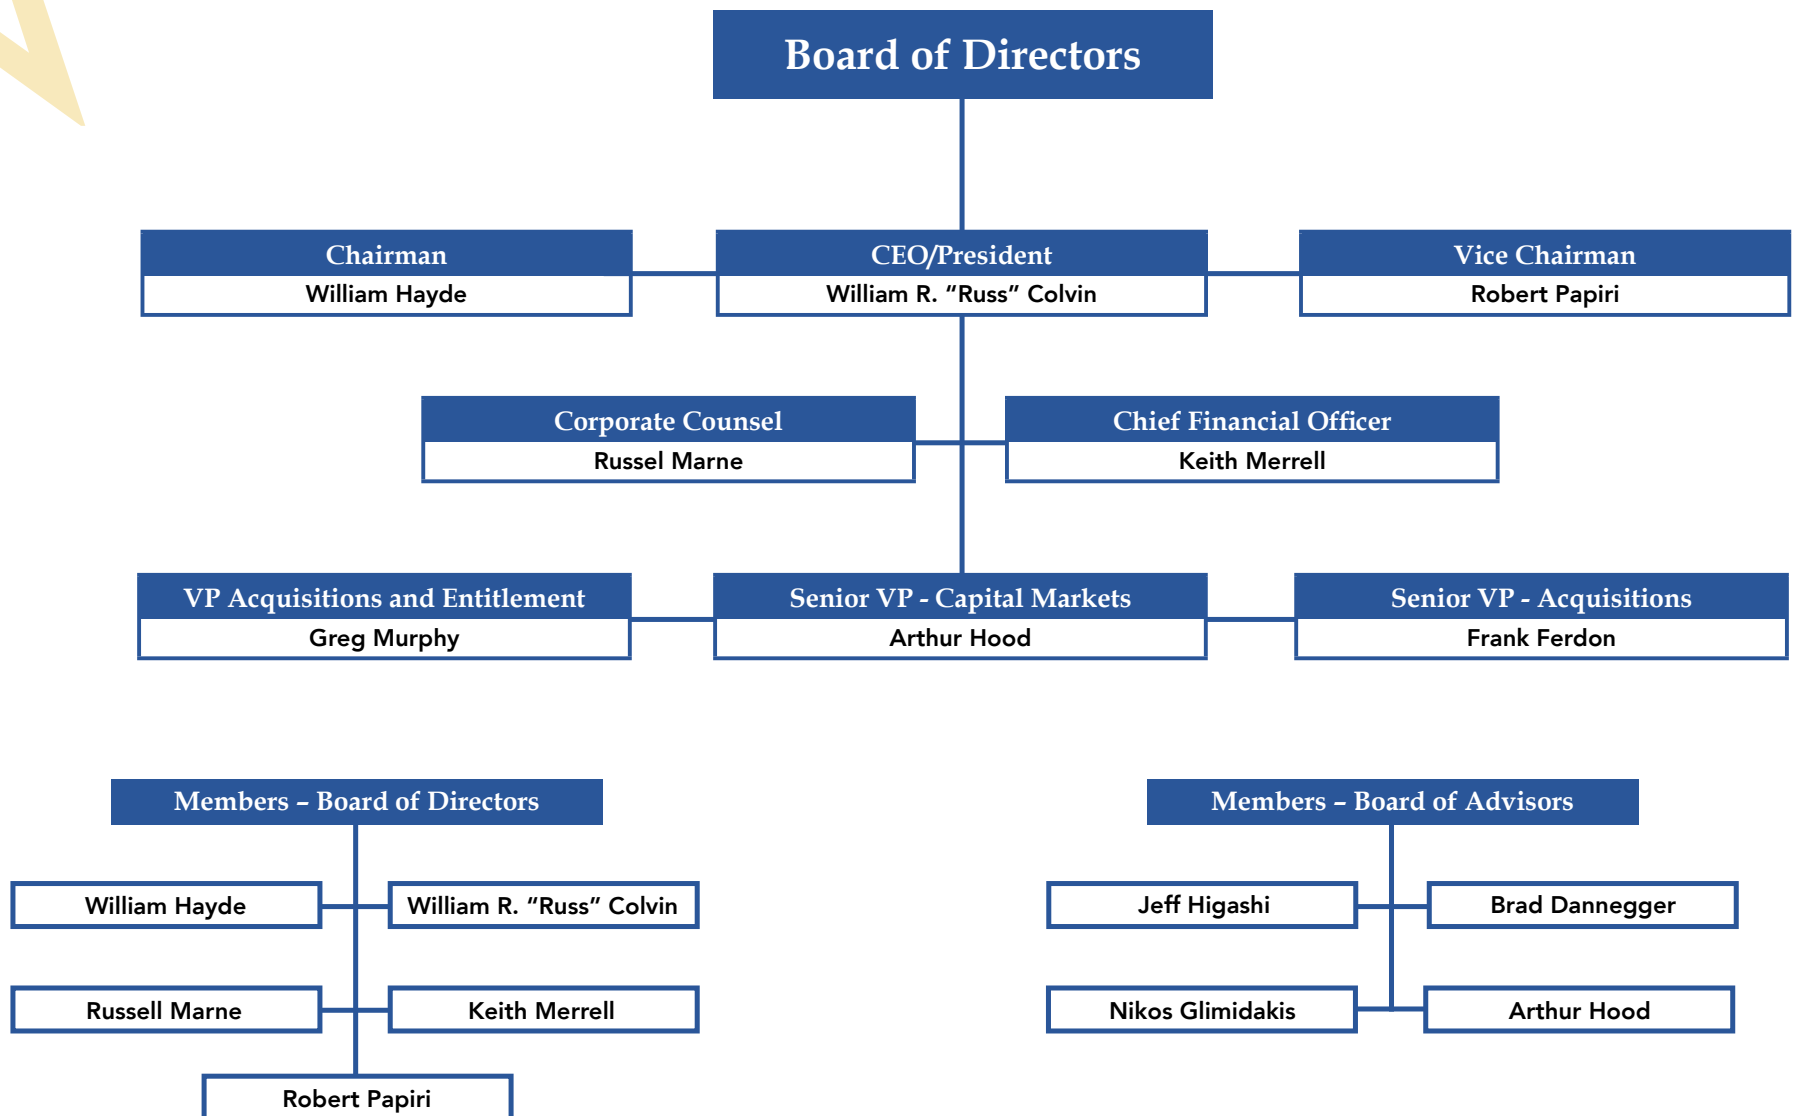 Board of Directors
Chairman
William Hayde
CEO/President
William R. “Russ” Colvin
Vice Chairman
Robert Papiri
Corporate Counsel
Russel Marne
Chief Financial Officer
Keith Merrell
VP Acquisitions and Entitlement
Greg Murphy
Senior VP - Capital Markets
Arthur Hood
Senior VP - Acquisitions
Frank Ferdon
Members – Board of Directors
William Hayde
William R. “Russ” Colvin
Russell Marne
Keith Merrell
Robert Papiri
Members – Board of Advisors
Jeff Higashi
Brad Dannegger
Nikos Glimidakis
Arthur Hood